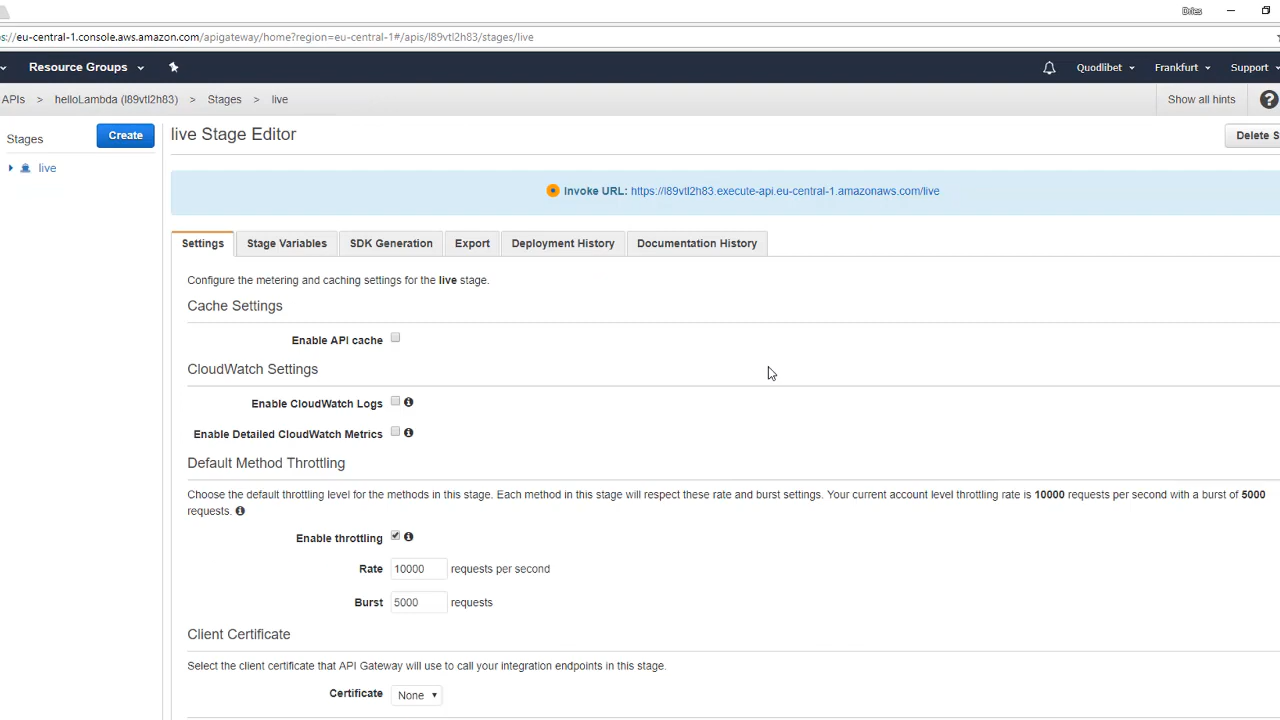 Dries
s://eu-central-1.console.aws.amazon.com/apigateway/home?region=eu-central-1#/apis/l89vtl2h83/stages/live
Resource Groups Quodlibet Frankfurt Support
APIs > helloLambda (l89vtl2h83) > Stages > live Show all hints ?
Stages Create live Stage Editor Delete S
live
Invoke URL: https://l89vtl2h83.execute-api.eu-central-1.amazonaws.com/live
Settings Stage Variables SDK Generation Export Deployment History Documentation History
Configure the metering and caching settings for the live stage.
Cache Settings
Enable API cache
CloudWatch Settings
Enable CloudWatch Logs
Enable Detailed CloudWatch Metrics
Default Method Throttling
Choose the default throttling level for the methods in this stage. Each method in this stage will respect these rate and burst settings. Your current account level throttling rate is 10000 requests per second with a burst of 5000
requests.
Enable throttling
Rate 10000 requests per second
Burst 5000 requests
Client Certificate
Select the client certificate that API Gateway will use to call your integration endpoints in this stage.
Certificate None